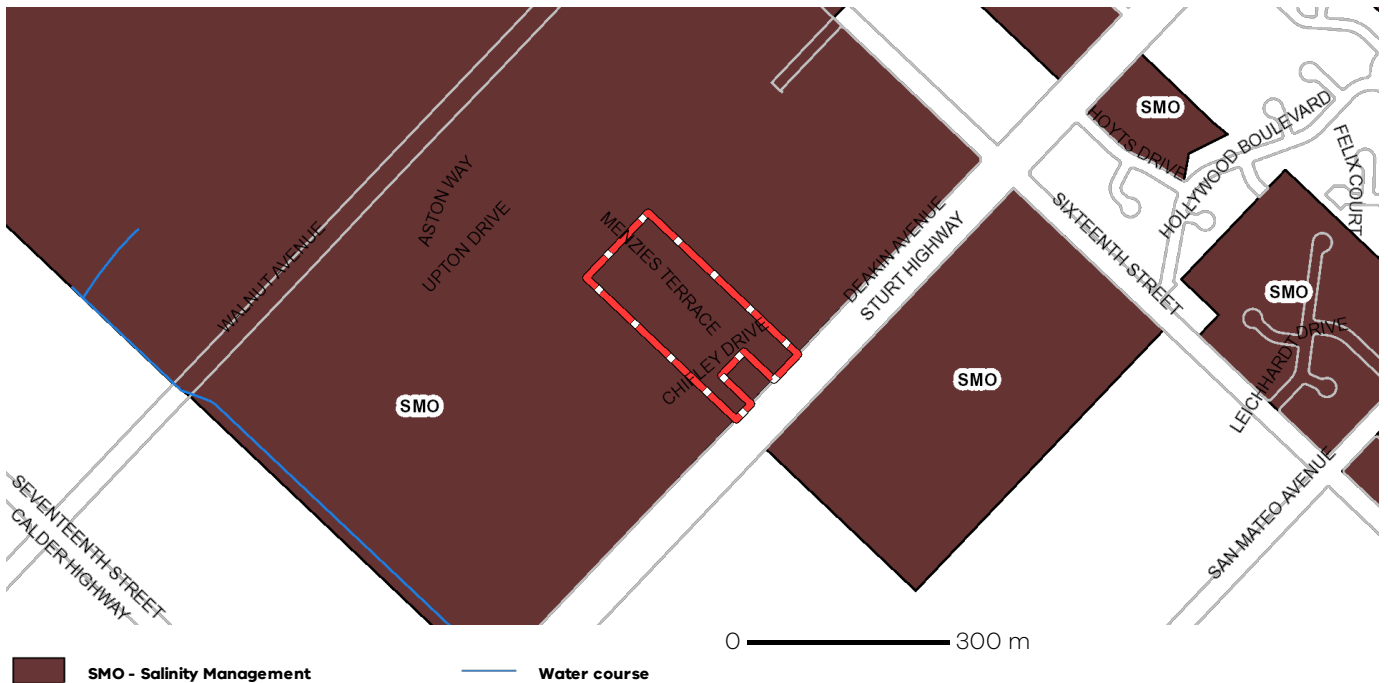 SMO
HOYTS DRIVE
HOLLYWOOD BOULEVARD
FELIX COURT
ASTON WAY
UPTON DRIVE
WALNUT AVENUE
MENZIES TERRACE
CHIFLEY DRIVE
DEAKIN AVENUE
STURT HIGHWAY
SIXTEENTH STREET
SMO
LEICHHARDT DRIVE
SMO
SMO
SAN MATEO AVENUE
SEVENTEENTH STREET
CALDER HIGHWAY
0 300 m
SMO - Salinity Management
Water course